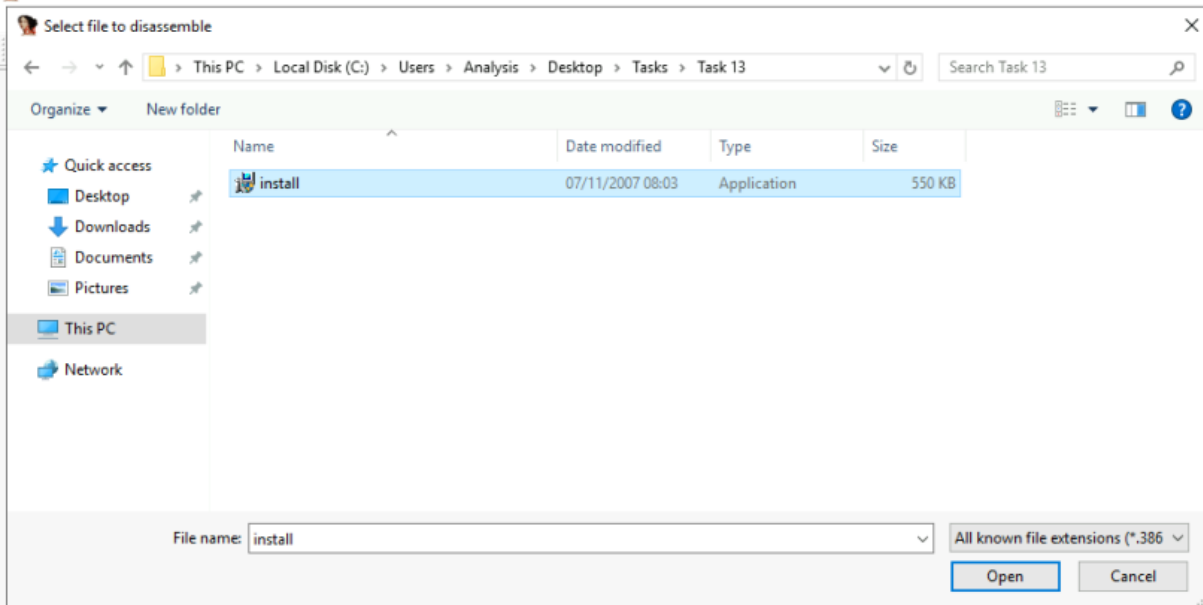 Select file to disassemble
This PC > Local Disk (C:) > Users > Analysis > Desktop > Tasks > Task 13
Search Task 13
Organize
New folder
Name
Date modified
Type
Size
Quick access
install
07/11/2007 08:03
Application
550 KB
Desktop
Downloads
Documents
Pictures
This PC
Network
File name:
install
All known file extensions (*.386
Open
Cancel